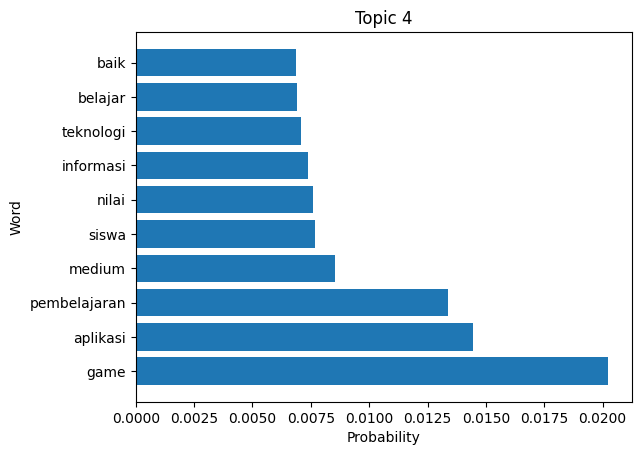 Topic 4
Word
baik
belajar
teknologi
informasi
nilai
siswa
medium
pembelajaran
aplikasi
game
0.0000 0.0025 0.0050 0.0075 0.0100 0.0125 0.0150 0.0175 0.0200
Probability